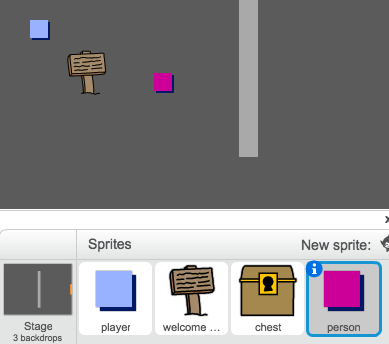 Sprites
New sprite:
Stage
3 backdrops
player
welcome ...
chest
person